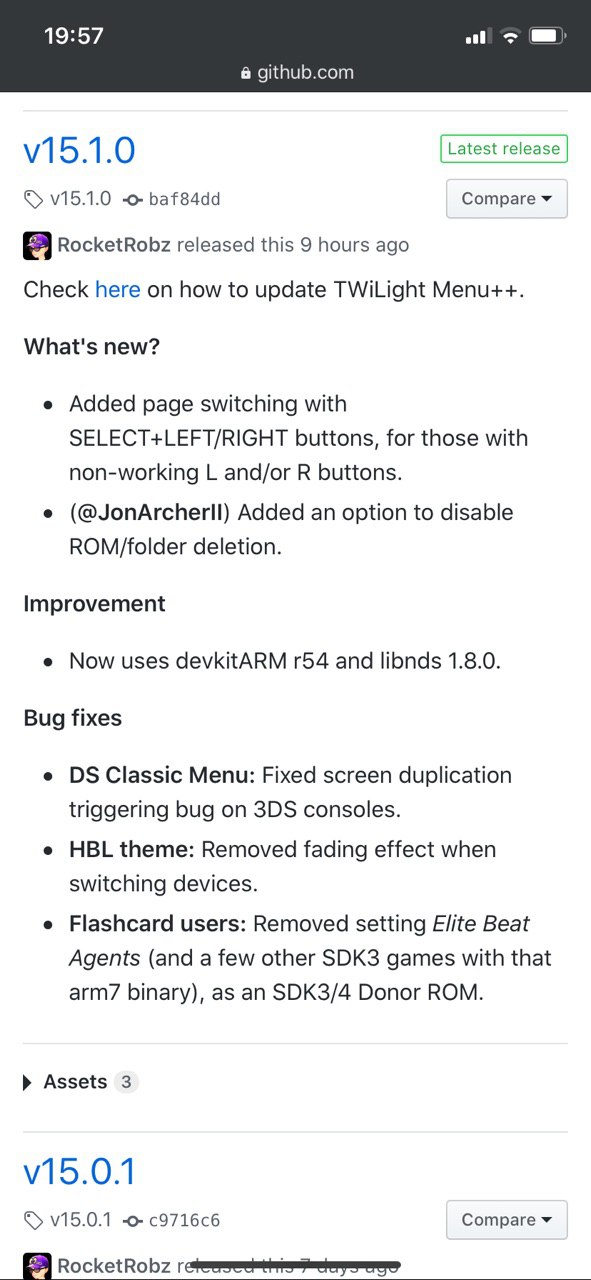 19:57
github.com
v15.1.0
Latest release
v15.1.0 baf84dd
Compare
RocketRobz released this 9 hours ago
Check here on how to update TWiLight Menu++.
What's new?
Added page switching with
SELECT+LEFT/RIGHT buttons, for those with
non-working L and/or R buttons.
(@JonArcherII) Added an option to disable
ROM/folder deletion.
Improvement
Now uses devkitARM r54 and libnds 1.8.0.
Bug fixes
DS Classic Menu: Fixed screen duplication
triggering bug on 3DS consoles.
HBL theme: Removed fading effect when
switching devices.
Flashcard users: Removed setting Elite Beat
Agents (and a few other SDK3 games with that
arm7 binary), as an SDK3/4 Donor ROM.
Assets 3
v15.0.1
v15.0.1 c9716c6
Compare
RocketRobz released this 7 days ago